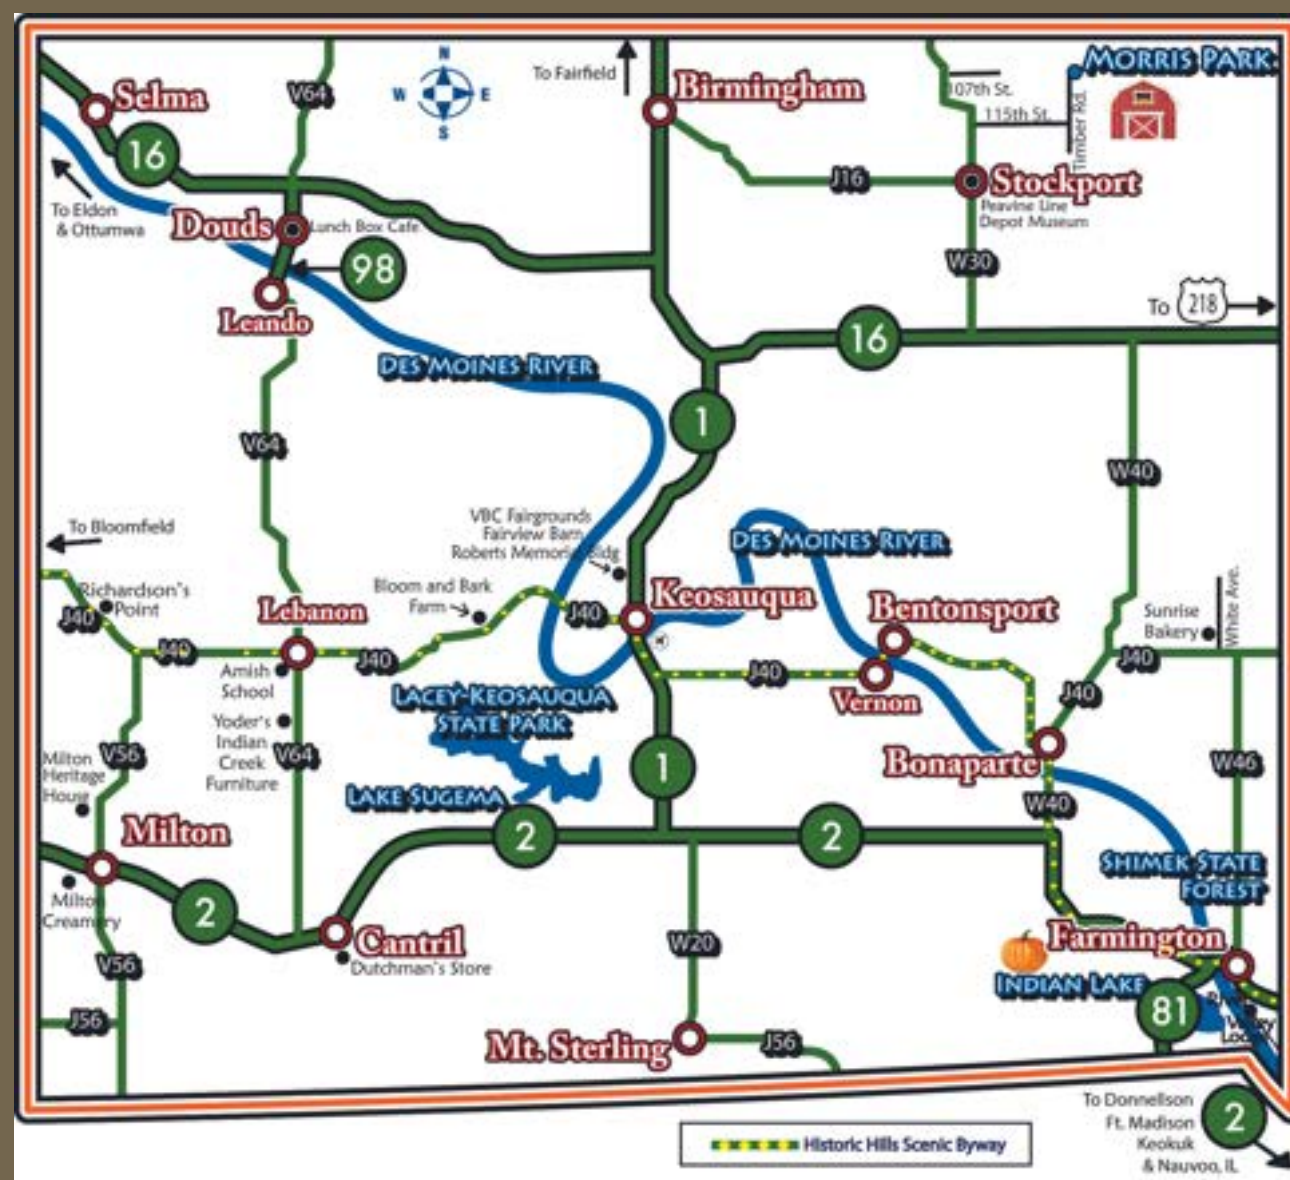 N
W E
S
To Fairfield
Selma
V64
Birmingham
MORRIS PARK
107th St.
115th St.
Timber Rd.
16
J16
Stockport
Peavine Line
Depot Museum
To Eldon
& Ottumwa
Douds
Lunch Box Cafe
98
W30
Leando
To 218
16
DES MOINES RIVER
1
V64
W40
VBC Fairgrounds
Fairview Barn
Roberts Memorial Bldg
DES MOINES RIVER
To Bloomfield
Richardson's
Point
J40
Bloom and Bark
Farm
Lebanon
J40
Keosauqua
Bentonsport
Sunrise
Bakery
White Ave.
J40
J40
J40
J40
Amish
School
LACEY-KEOSAUQUA
STATE PARK
Vernon
J40
Yoder's
Indian
Creek
Furniture
V56
V64
Milton
Heritage
House
1
Bonaparte
W46
LAKE SUGEMA
W40
Milton
2
2
SHIMEK STATE
FOREST
Milton
Creamery
2
Cantril
Dutchman's Store
W20
Farmington
V56
INDIAN LAKE
81
J56
Mt. Sterling
J56
To Donnellson
Ft. Madison
Keokuk
& Nauvoo, IL
2
Historic Hills Scenic Byway